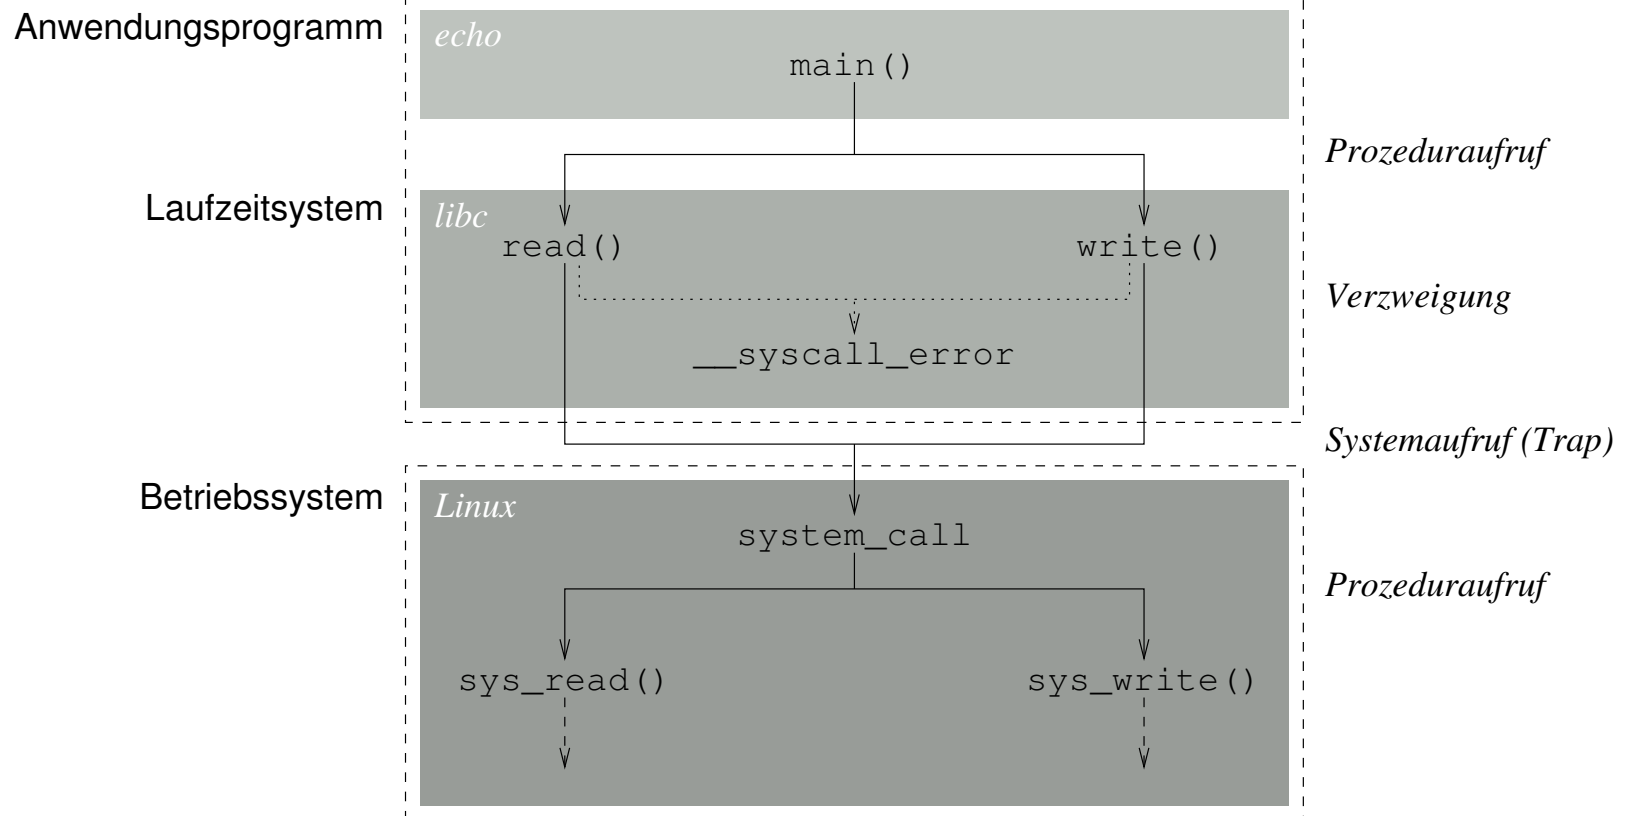 Anwendungsprogramm
echo
main()
Prozeduraufruf
Laufzeitsystem
libc
read()
write()
Verzweigung
__syscall_error
Systemaufruf (Trap)
Betriebssystem
Linux
system_call
Prozeduraufruf
sys_read()
sys_write()